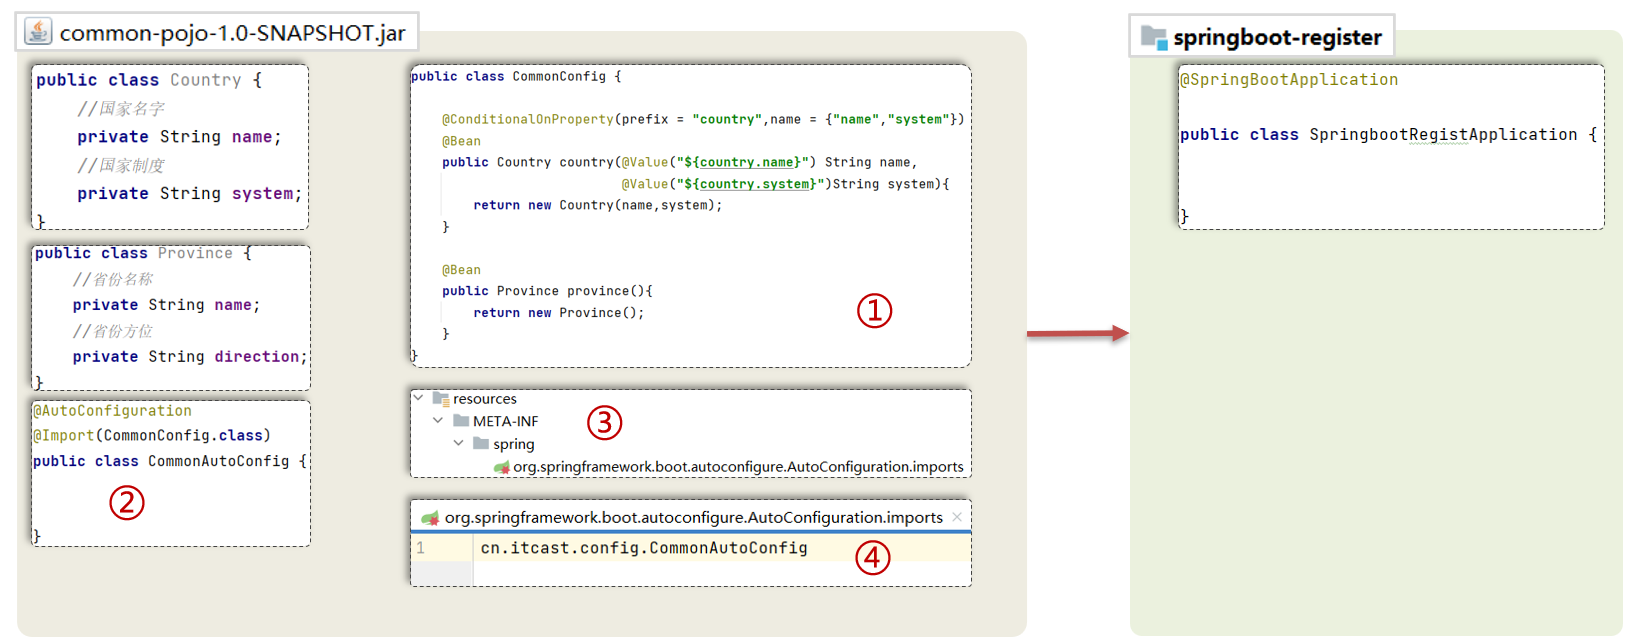 common-pojo-1.0-SNAPSHOT.jar
public class Country {
//国家名字
private String name;
//国家制度
private String system;
}
public class Province {
//省份名称
private String name;
//省份方位
private String direction;
}
@AutoConfiguration
@Import(CommonConfig.class)
public class CommonAutoConfig {
②
}
public class CommonConfig {
@ConditionalOnProperty(prefix = "country",name = {"name","system"})
@Bean
public Country country(@Value("${country.name}") String name,
@Value("${country.system}")String system){
return new Country(name,system);
}
@Bean
public Province province(){
return new Province();
}
}
①
resources
META-INF
spring
org.springframework.boot.autoconfigure.AutoConfiguration.imports
③
org.springframework.boot.autoconfigure.AutoConfiguration.imports ×
1 cn.itcast.config.CommonAutoConfig
④
springboot-register
@SpringBootApplication
public class SpringbootRegistApplication {
}